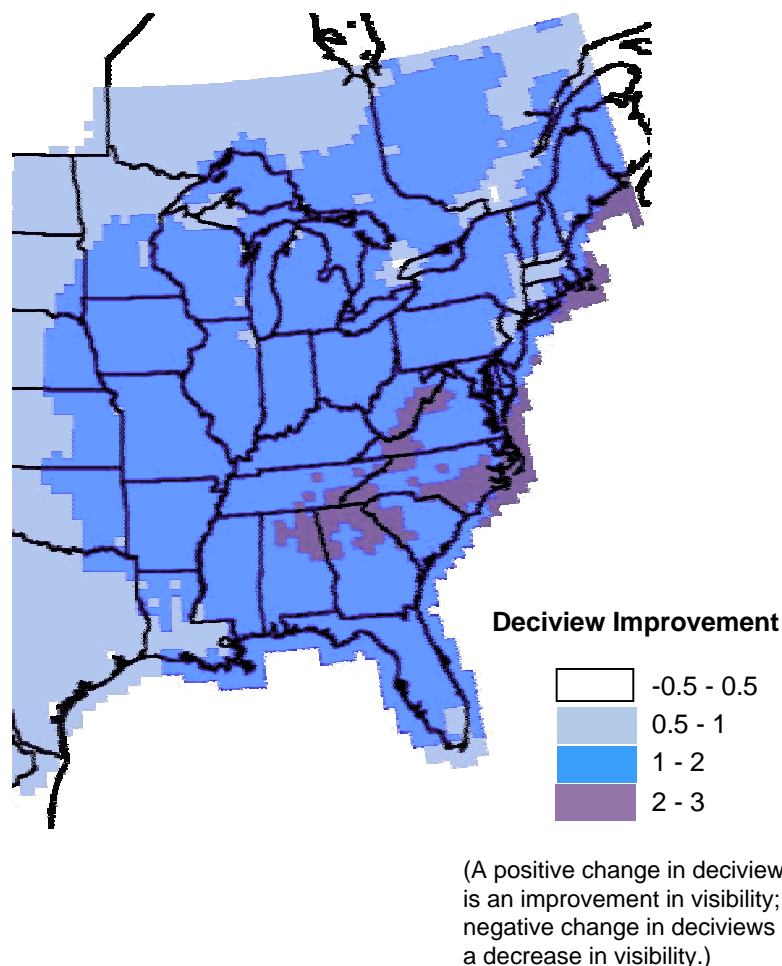 Deciview Improvement
-0.5 - 0.5
0.5 - 1
1 - 2
2 - 3
(A positive change in deciview
is an improvement in visibility;
negative change in deciviews
a decrease in visibility.)